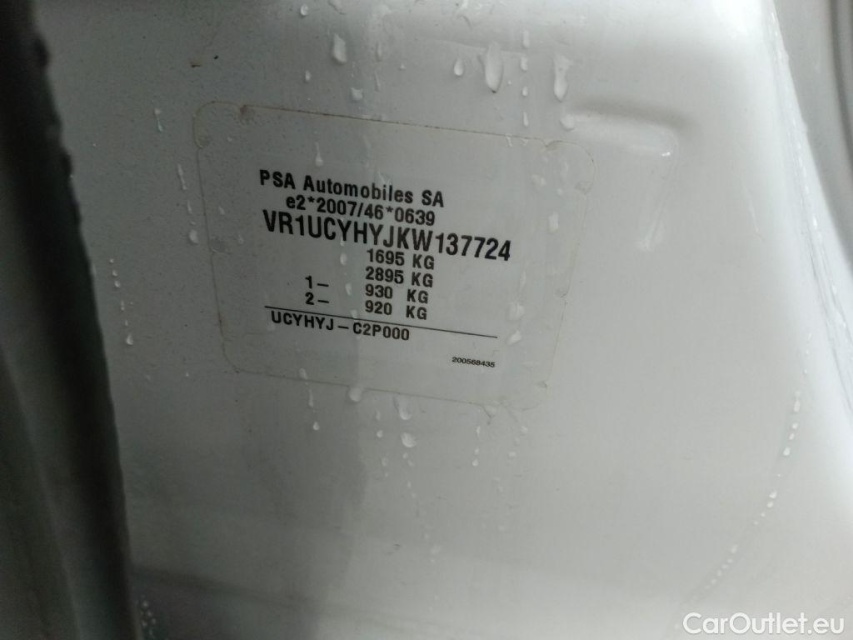 PSA Automobiles SA
e2*2007/46*0639
VR1UCYHYJKW137724
1695 KG
2895 KG
1- 930 KG
2- 920 KG
UCYHYJ-C2P000
200588435
CarOutlet.eu